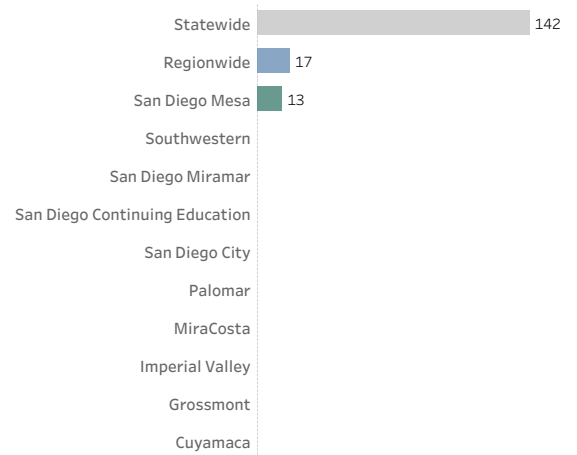 Statewide 142
Regionwide 17
San Diego Mesa 13
Southwestern
San Diego Miramar
San Diego Continuing Education
San Diego City
Palomar
MiraCosta
Imperial Valley
Grossmont
Cuyamaca